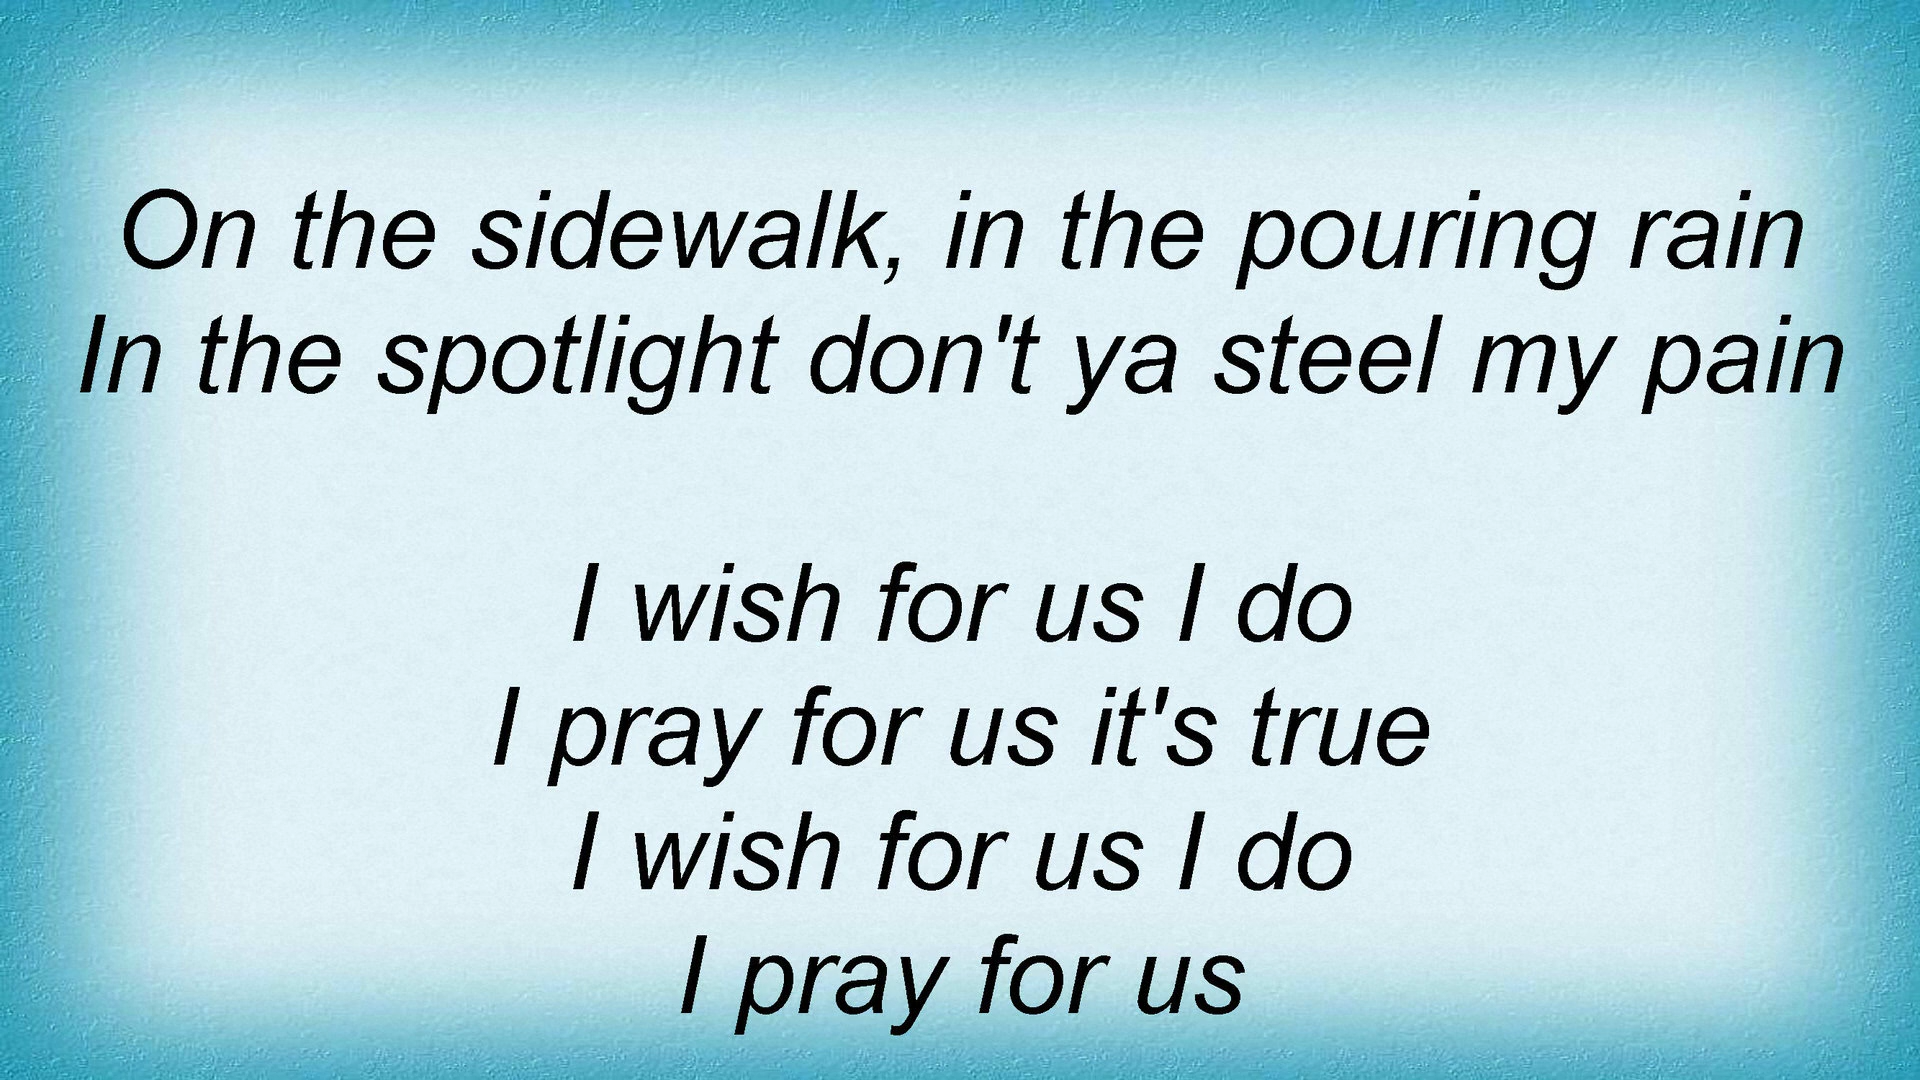 On the sidewalk, in the pouring rain
In the spotlight don't ya steel my pain
I wish for us I do
I pray for us it's true
I wish for us I do
I pray for us